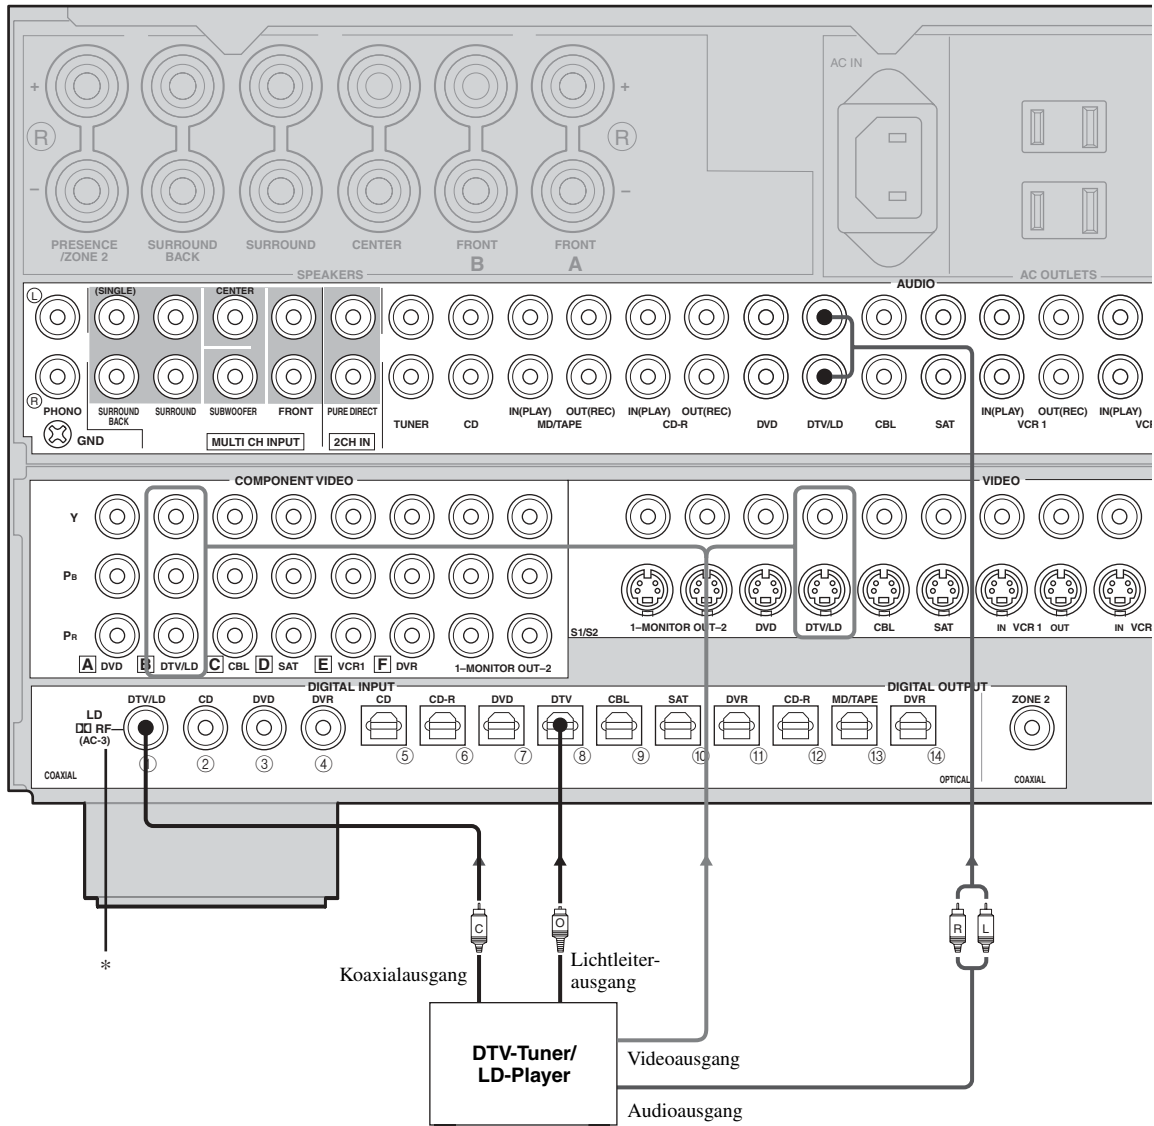 AC IN
+
+
R
R
–
–
PRESENCE /ZONE 2
SURROUND BACK
SURROUND
CENTER
FRONT B
FRONT A
SPEAKERS
AC OUTLETS
AUDIO
L
(SINGLE)
CENTER
R
PHONO
GND
SURROUND BACK
SURROUND
SUBWOOFER
FRONT
PURE DIRECT
MULTI CH INPUT
2CH IN
TUNER
CD
IN(PLAY)
OUT(REC)
MD/TAPE
IN(PLAY)
OUT(REC)
CD-R
DVD
DTV/LD
CBL
SAT
IN(PLAY)
OUT(REC)
VCR 1
IN(PLAY)
VC
COMPONENT VIDEO
VIDEO
Y
PB
PR
A DVD
B DTV/LD
C CBL
D SAT
E VCR1
F DVR
1–MONITOR OUT–2
S1/S2
1–MONITOR OUT–2
DVD
DTV/LD
CBL
SAT
IN VCR 1 OUT
IN VCR
DIGITAL INPUT
DIGITAL OUTPUT
LD
RF
(AC-3)
DTV/LD
CD
DVD
DVR
CD
CD-R
DVD
DTV
CBL
SAT
DVR
CD-R
MD/TAPE
DVR
ZONE 2
① ② ③ ④ ⑤ ⑥ ⑦ ⑧ ⑨ ⑩ ⑪ ⑫ ⑬ ⑭
COAXIAL
OPTICAL
COAXIAL
C
O
R
L
*
Koaxialausgang
Lichtleiter-
ausgang
DTV-Tuner/
LD-Player
Videoausgang
Audioausgang